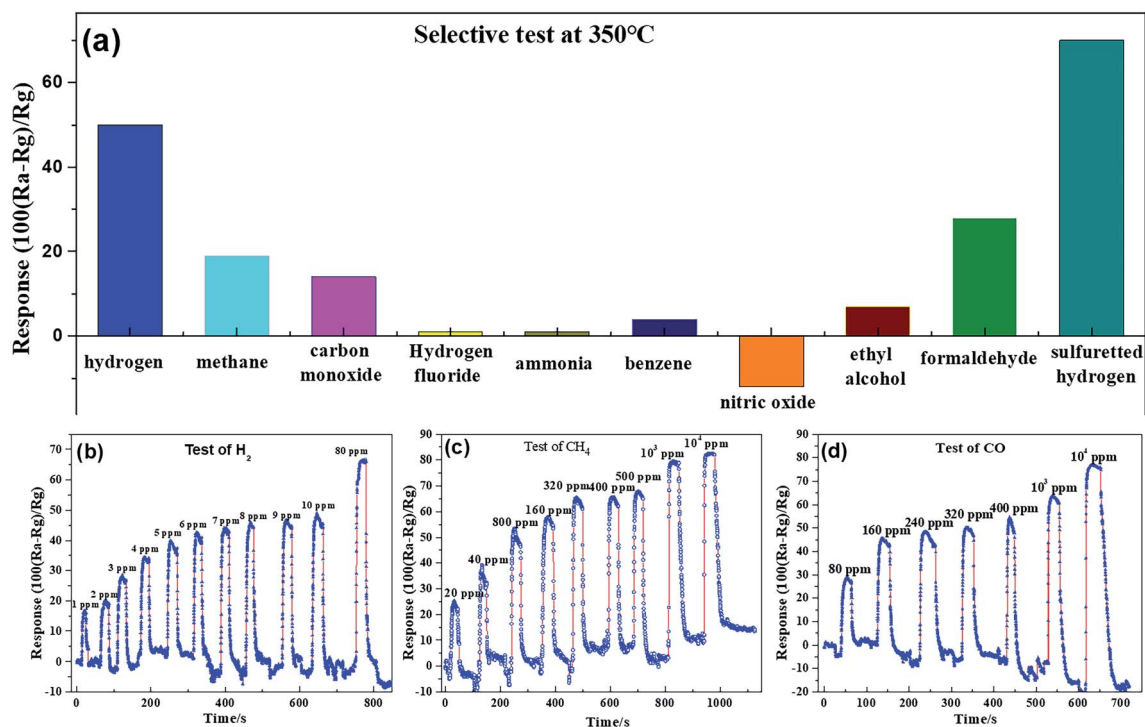 (a)
Selective test at 350°C
Response (100(Ra-Rg)/Rg)
60
40
20
0
hydrogen
methane
carbon
monoxide
Hydrogen
fluoride
ammonia
benzene
nitric oxide
ethyl
alcohol
formaldehyde
sulfuretted
hydrogen
(b)
Test of H2
Response (100(Ra-Rg)/Rg)
70
60
50
40
30
20
10
0
-10
1 ppm
2 ppm
3 ppm
4 ppm
5 ppm
6 ppm
7 ppm
8 ppm
9 ppm
10 ppm
80 ppm
0 200 400 600 800
Time/s
(c)
Test of CH4
Response (100(Ra-Rg)/Rg)
90
80
70
60
50
40
30
20
10
0
-10
20 ppm
40 ppm
800 ppm
160 ppm
320 ppm
400 ppm
500 ppm
10³ ppm
10⁴ ppm
0 200 400 600 800 1000
Time/s
(d)
Test of CO
Response (100(Ra-Rg)/Rg)
90
80
70
60
50
40
30
20
10
0
-10
-20
80 ppm
160 ppm
240 ppm
320 ppm
400 ppm
10³ ppm
10⁴ ppm
0 100 200 300 400 500 600 700
Time/s